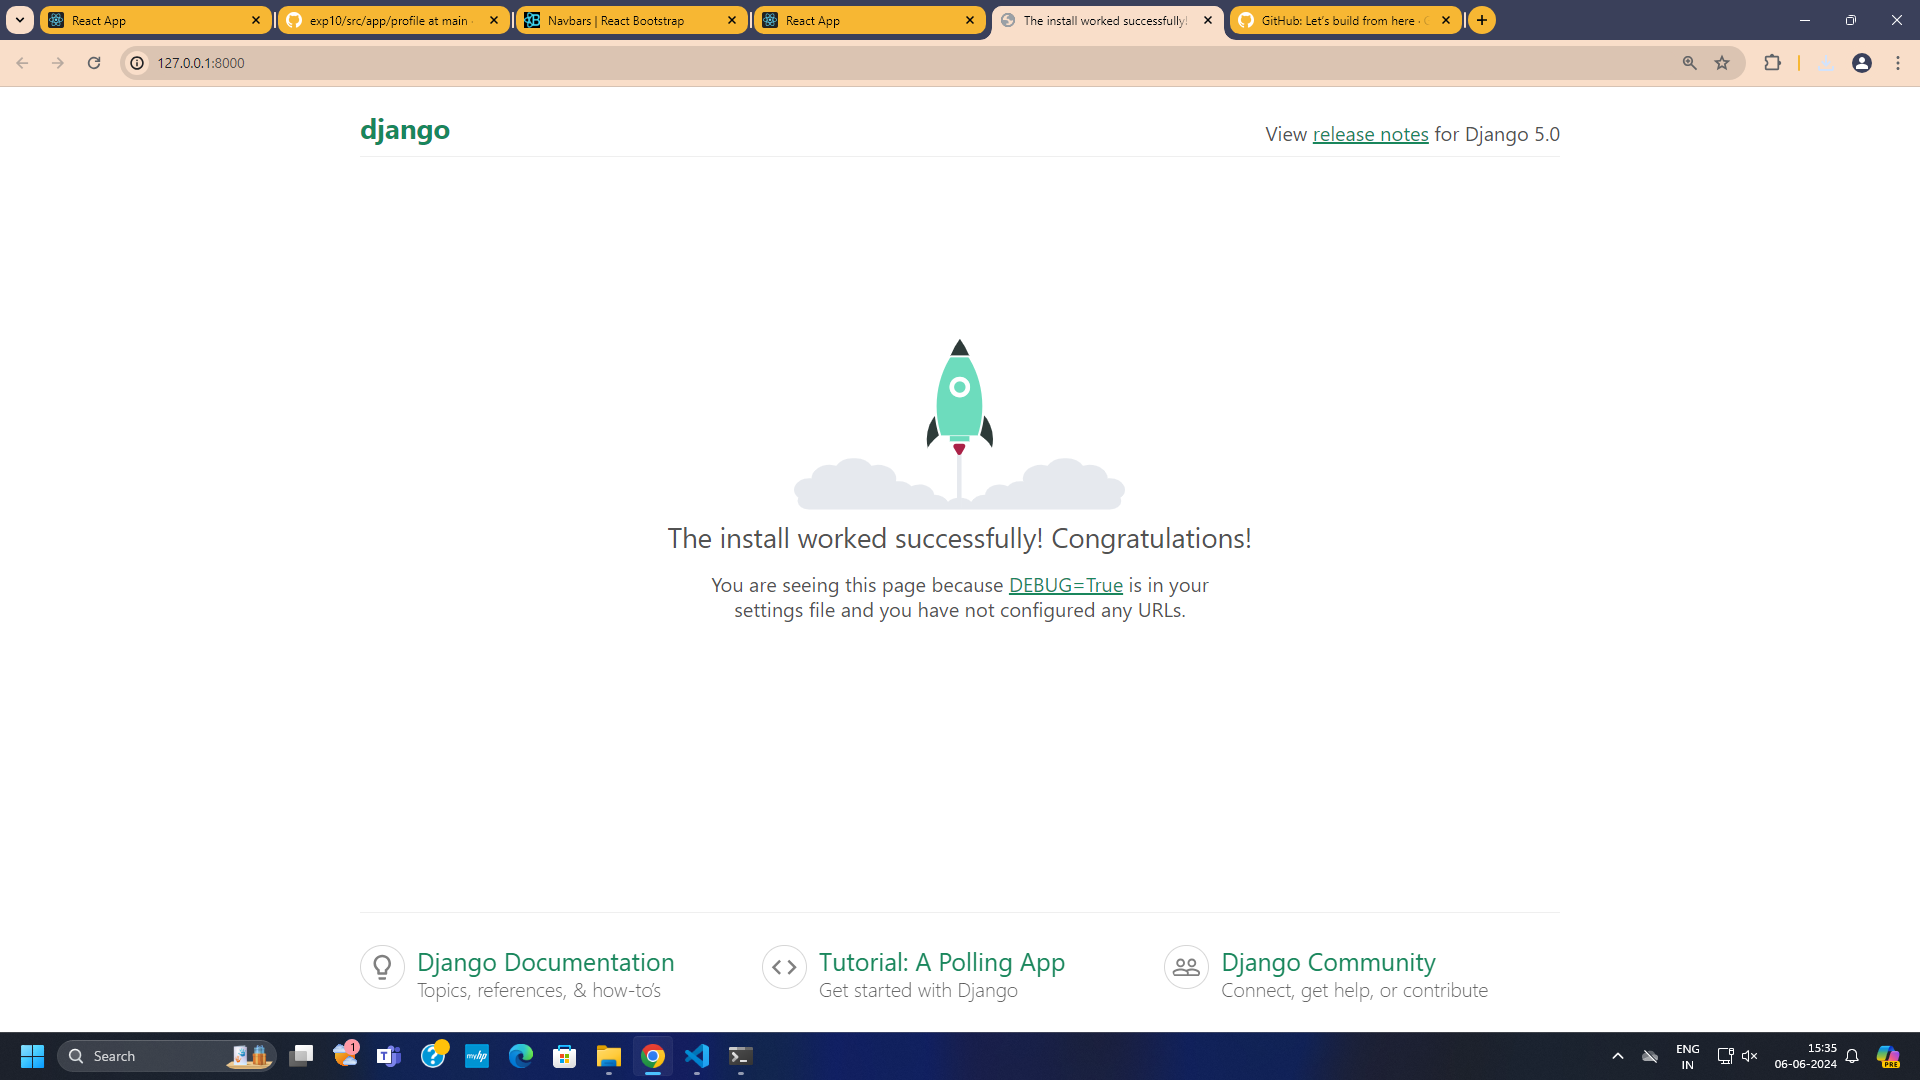 React App
exp10/src/app/profile at main
Navbars | React Bootstrap
React App
The install worked successfully!
GitHub: Let's build from here ·
127.0.0.1:8000
django
View release notes for Django 5.0
The install worked successfully! Congratulations!
You are seeing this page because DEBUG=True is in your
settings file and you have not configured any URLs.
Django Documentation
Topics, references, & how-to's
Tutorial: A Polling App
Get started with Django
Django Community
Connect, get help, or contribute
Search
1
myhp
ENG
IN
15:35
06-06-2024
PRE